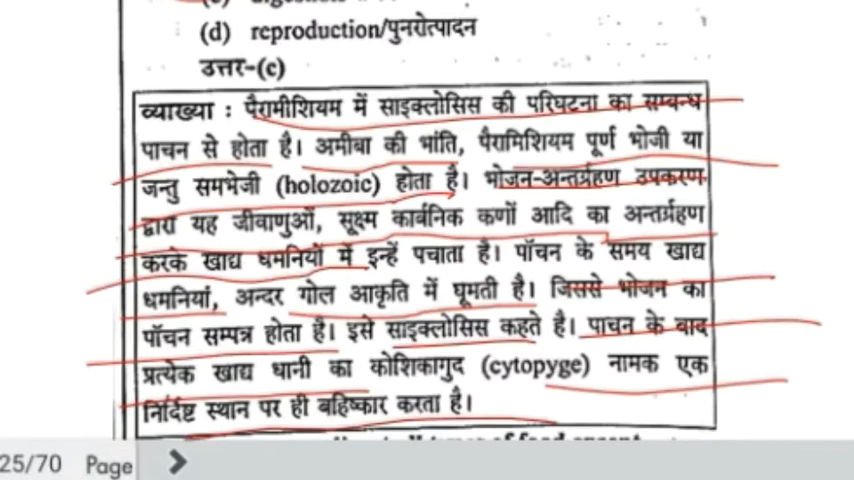 (d) reproduction/पुनरोत्पादन
उत्तर-(c)
व्याख्या : पैरामीशियम में साइक्लोसिस की परिघटना का सम्बन्ध
पाचन से होता है। अमीबा की भांति, पैरामिशियम पूर्ण भोजी या
जन्तु समभेजी (holozoic) होता है। भोजन-अन्तर्ग्रहण उपकरण
द्वारा यह जीवाणुओं, सूक्ष्म कार्बनिक कणों आदि का अन्तर्ग्रहण
करके खाद्य धमनियों में इन्हें पचाता है। पॉचन के समय खाद्य
धमनियां, अन्दर गोल आकृति में घूमती है। जिससे भोजन का
पॉचन सम्पन्न होता है। इसे साइक्लोसिस कहते है। पाचन के बाद
प्रत्येक खाद्य धानी का कोशिकागुद (cytopyge) नामक एक
निर्दिष्ट स्थान पर ही बहिष्कार करता है।
25/70 Page